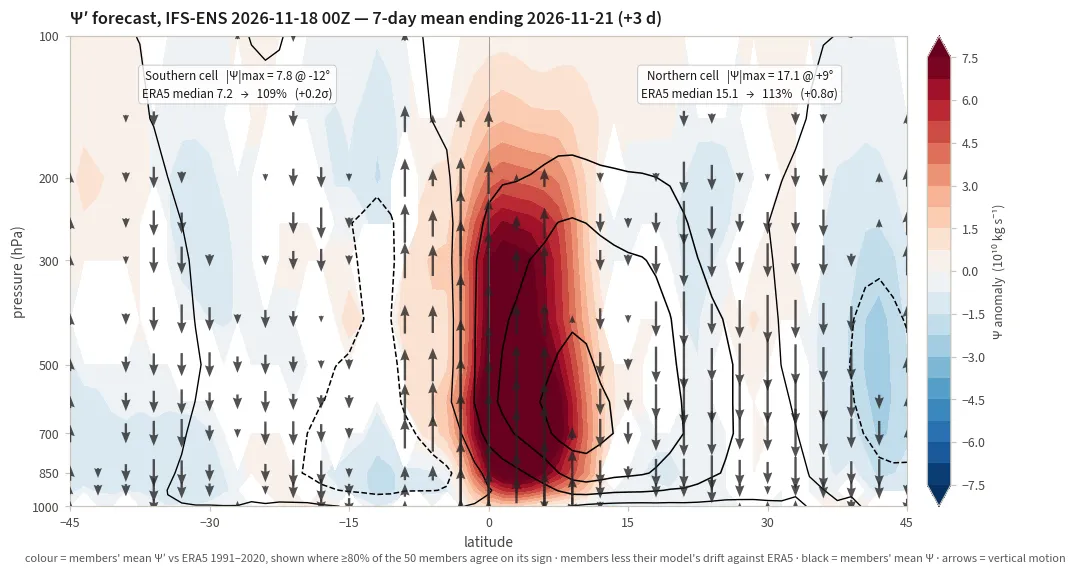 Ψ′ forecast, IFS-ENS 2026-11-18 00Z — 7-day mean ending 2026-11-21 (+3 d)
Southern cell |Ψ|max = 7.8 @ -12°
ERA5 median 7.2 → 109% (+0.2σ)
Northern cell |Ψ|max = 17.1 @ +9°
ERA5 median 15.1 → 113% (+0.8σ)
pressure (hPa)
100
200
300
500
700
850
1000
−45
−30
−15
0
15
30
45
latitude
7.5
6.0
4.5
3.0
1.5
0.0
−1.5
−3.0
−4.5
−6.0
−7.5
Ψ anomaly (10¹⁰ kg s⁻¹)
colour = members' mean Ψ′ vs ERA5 1991–2020, shown where ≥80% of the 50 members agree on its sign · members less their model's drift against ERA5 · black = members' mean Ψ · arrows = vertical motion